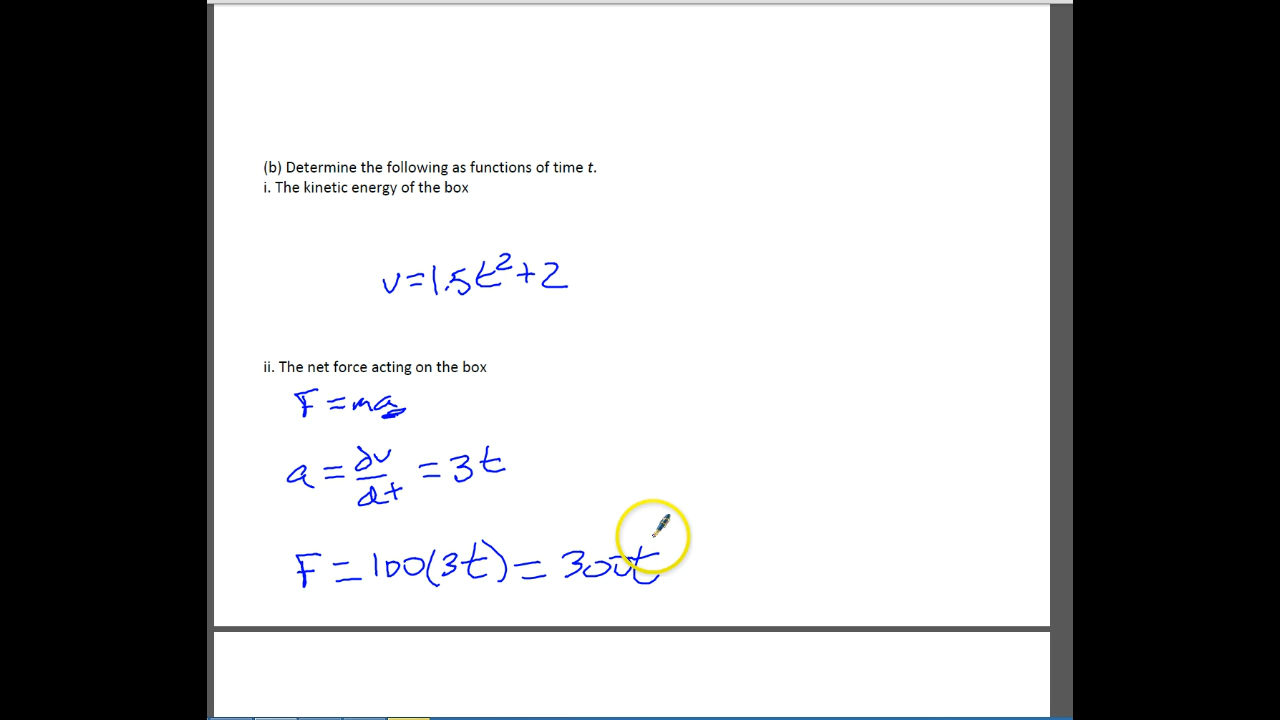 (b) Determine the following as functions of time t.
i. The kinetic energy of the box
v=1.5t²+2
ii. The net force acting on the box
F=ma
a=dv/dt=3t
F=100(3t)=300t